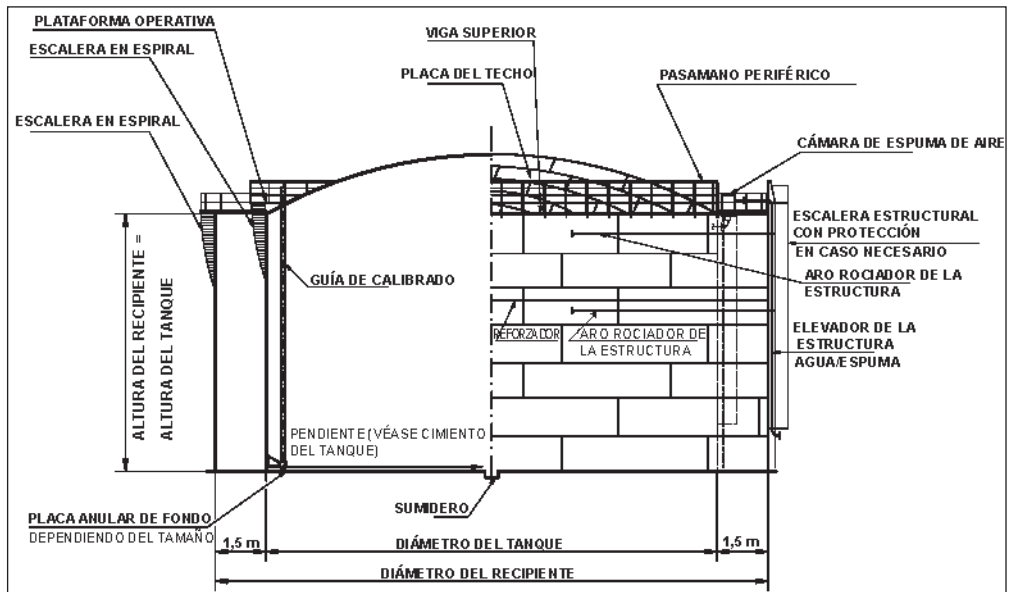 PLATAFORMA OPERATIVA
ESCALERA EN ESPIRAL
ESCALERA EN ESPIRAL
VIGA SUPERIOR
PLACA DEL TECHO
PASAMANO PERIFÉRICO
CÁMARA DE ESPUMA DE AIRE
ESCALERA ESTRUCTURAL
CON PROTECCIÓN
EN CASO NECESARIO
ARO ROCIADOR DE LA
ESTRUCTURA
GUÍA DE CALIBRADO
REFORZADOR
ARO ROCIADOR DE
LA ESTRUCTURA
ELEVADOR DE LA
ESTRUCTURA
AGUA/ESPUMA
ALTURA DEL RECIPIENTE =
ALTURA DEL TANQUE
PENDIENTE (VÉASE CIMIENTO
DEL TANQUE)
SUMIDERO
PLACA ANULAR DE FONDO
DEPENDIENDO DEL TAMAÑO
1,5 m
DIÁMETRO DEL TANQUE
1,5 m
DIÁMETRO DEL RECIPIENTE